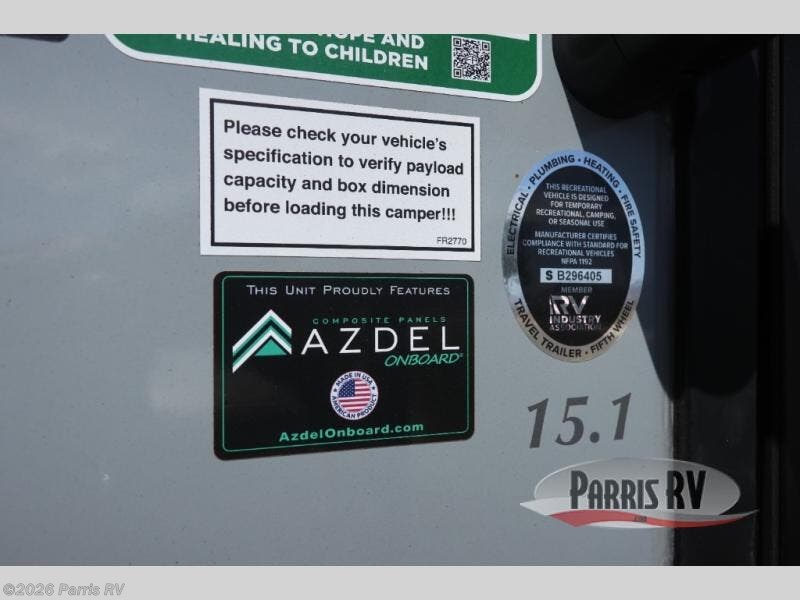 HOPE AND
HEALING TO CHILDREN
Please check your vehicle's
specification to verify payload
capacity and box dimension
before loading this camper!!!
FR2770
ELECTRICAL · PLUMBING · HEATING · FIRE SAFETY
THIS RECREATIONAL
VEHICLE IS DESIGNED
FOR TEMPORARY
RECREATIONAL, CAMPING,
OR SEASONAL USE
MANUFACTURER CERTIFIES
COMPLIANCE WITH STANDARD FOR
RECREATIONAL VEHICLES
NFPA 1192
S B296405
MEMBER
RV
INDUSTRY
ASSOCIATION
TRAVEL TRAILER · FIFTH WHEEL
THIS UNIT PROUDLY FEATURES
COMPOSITE PANELS
AZDEL
ONBOARD®
MADE IN USA
AMERICAN PRODUCT
AzdelOnboard.com
15.1
PARRIS RV
©2026 Parris RV